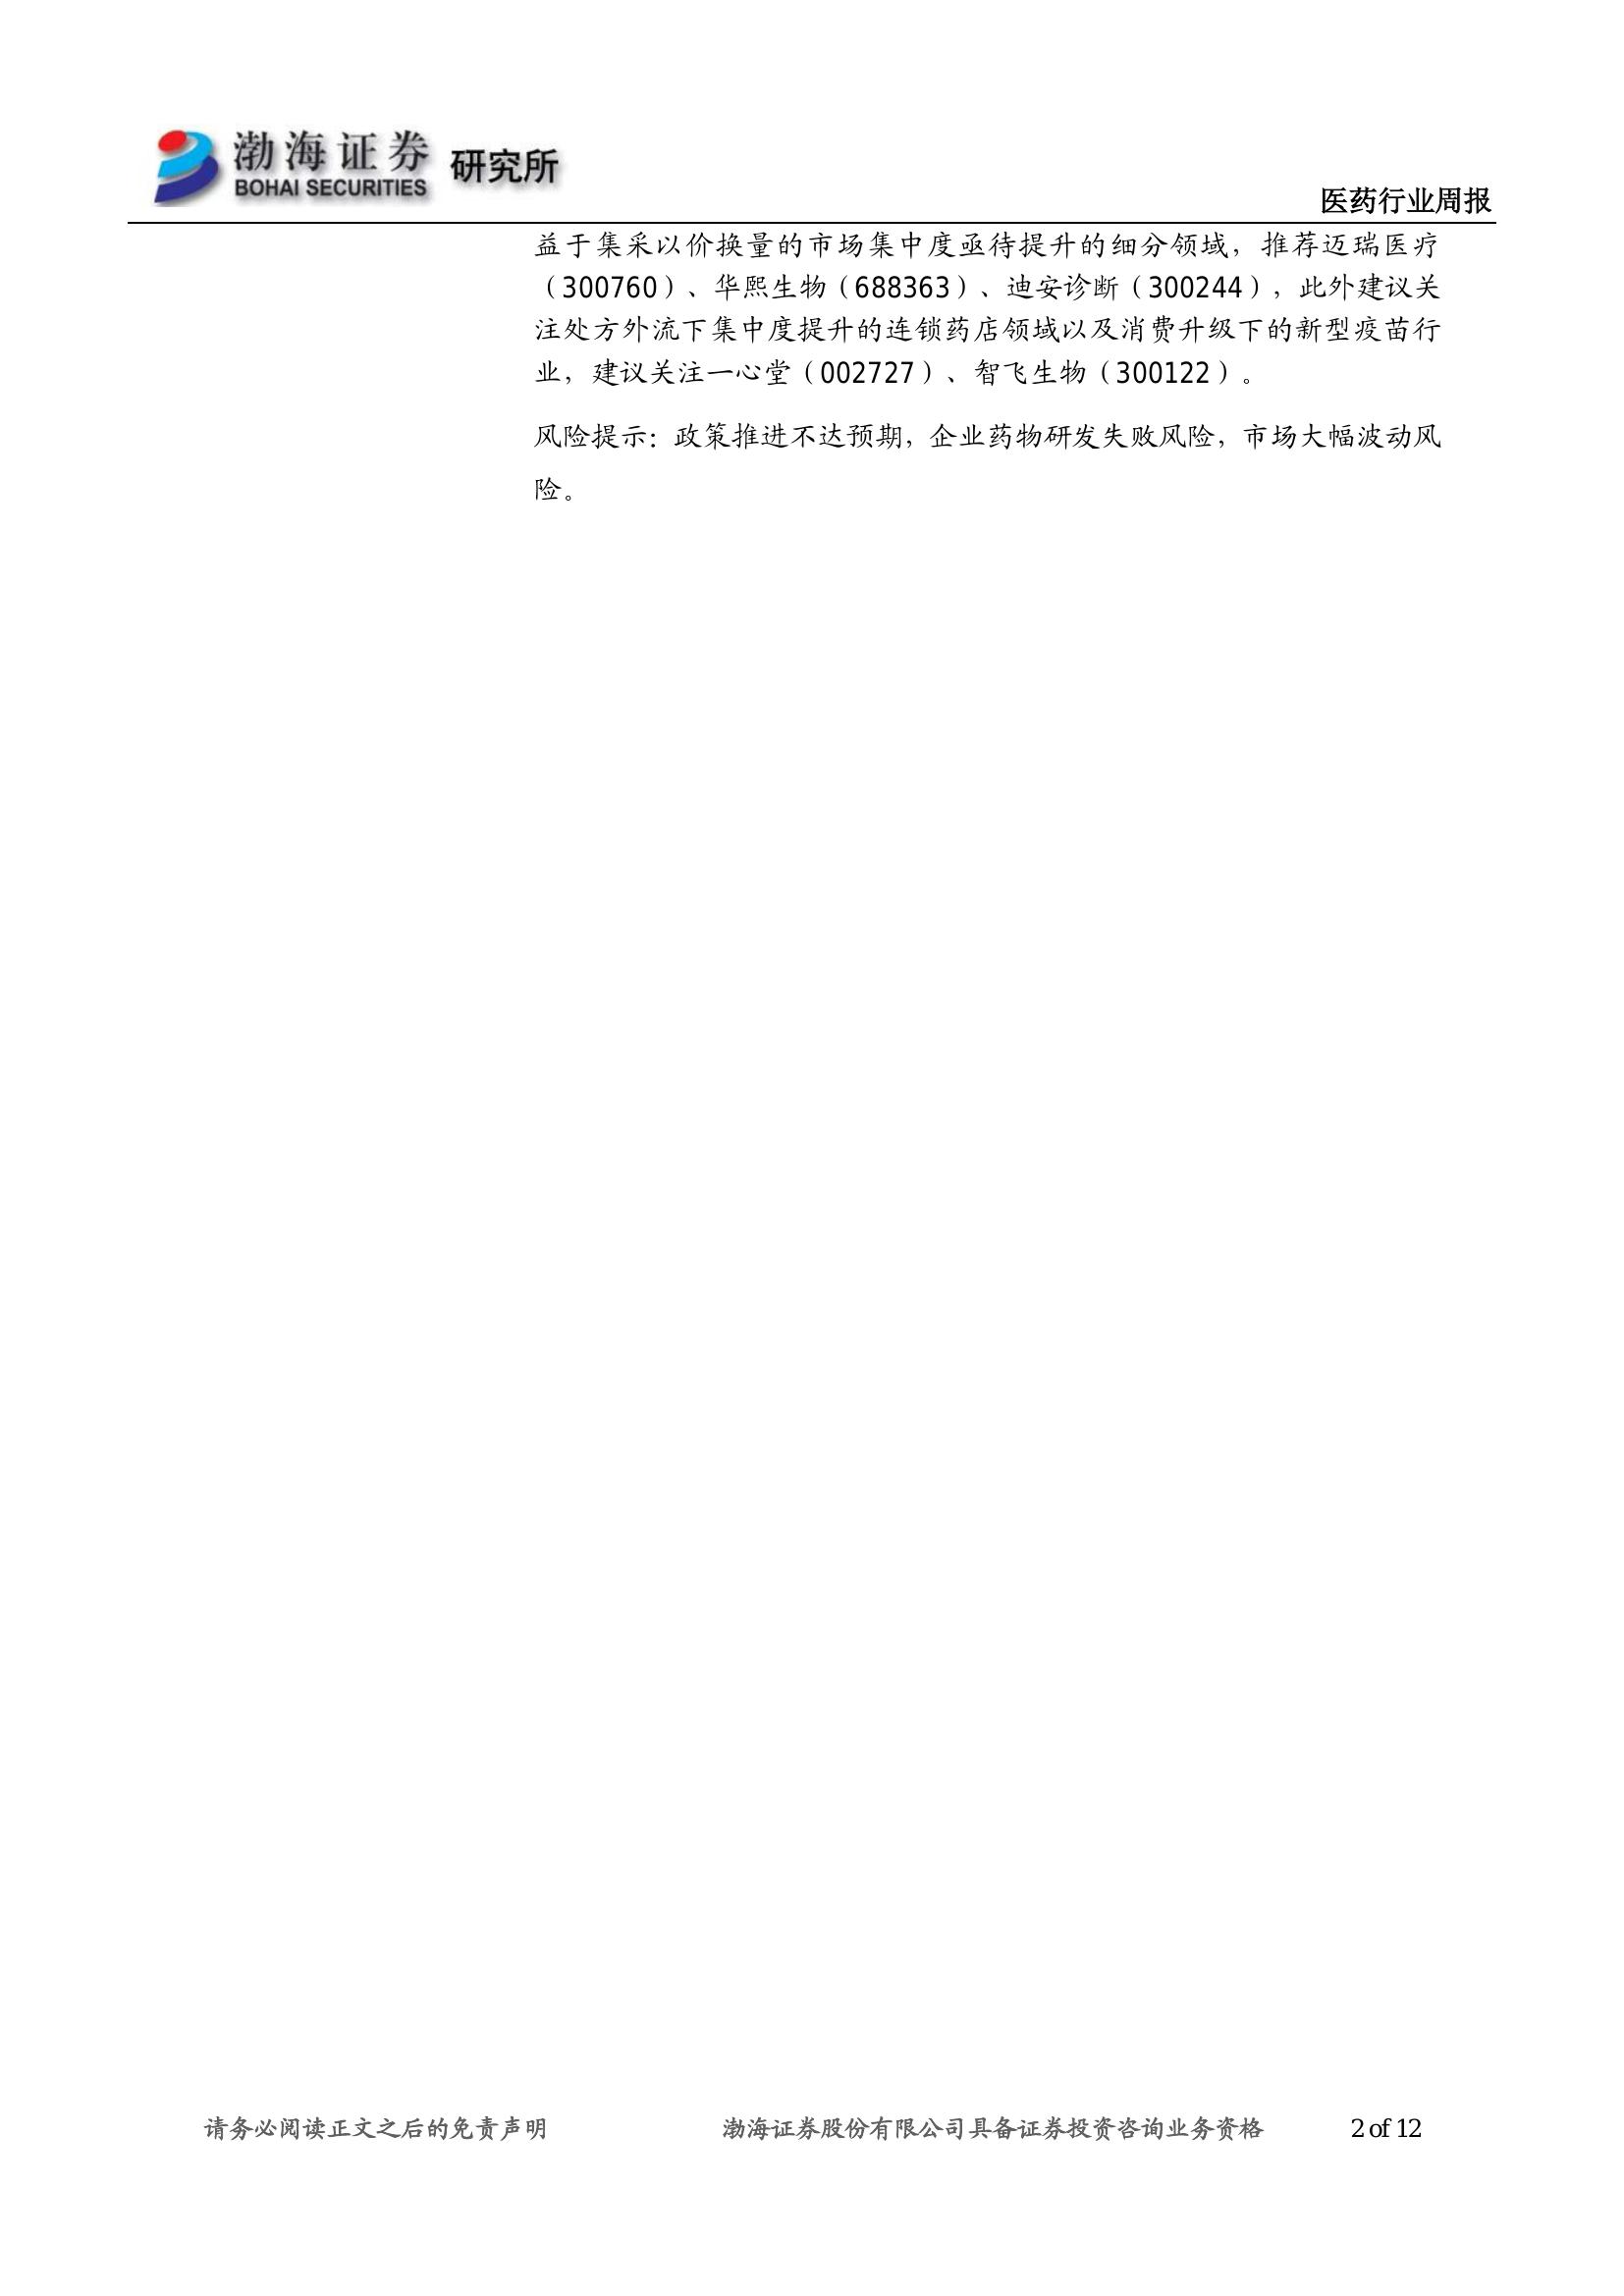 渤海证券 研究所
BOHAI SECURITIES
医药行业周报
益于集采以价换量的市场集中度亟待提升的细分领域，推荐迈瑞医疗
（300760）、华熙生物（688363）、迪安诊断（300244），此外建议关
注处方外流下集中度提升的连锁药店领域以及消费升级下的新型疫苗行
业，建议关注一心堂（002727）、智飞生物（300122）。
风险提示：政策推进不达预期，企业药物研发失败风险，市场大幅波动风
险。
请务必阅读正文之后的免责声明 渤海证券股份有限公司具备证券投资咨询业务资格 2 of 12